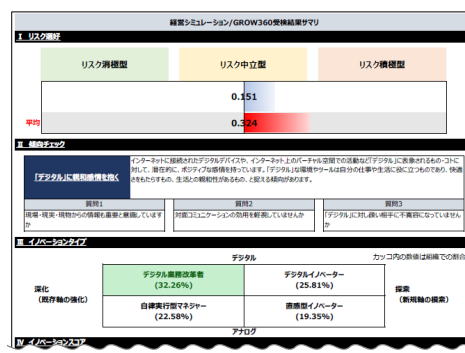 経営シミュレーション/GROW360受検結果サマリ
Ⅰ リスク選好
リスク消極型 リスク中立型 リスク積極型
0.151
平均 0.324
Ⅱ 傾向チェック
「デジタル」に親和感情を抱く
インターネットに接続されたデジタルデバイスや、インターネット上のバーチャル空間での活動など「デジタル」に表象されるもの・コトに
対して、潜在的に、ポジティブな感情を持っています。「デジタル」な環境やツールは自分の仕事や生活に役に立つものであり、快適
さをもたらすもの、生活との親和性があるもの、と捉える傾向があります。
質問1 質問2 質問3
現場・現実・現物からの情報も重要と意識しています
か
対面コミュニケーションの効用を軽視していませんか
「デジタル」に対し疎い相手に不寛容になっていません
か
Ⅲ イノベーションタイプ
デジタル
カッコ内の数値は組織での割合
深化
(既存軸の強化)
デジタル業務改革者
(32.26%)
デジタルイノベーター
(25.81%)
探索
(新規軸の模索)
自律実行型マネジャー
(22.58%)
直感型イノベーター
(19.35%)
アナログ
Ⅳ イノベーションスコア